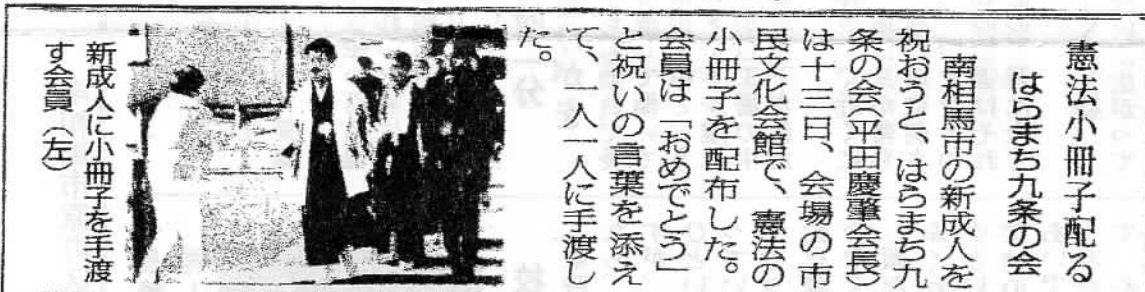 憲法小冊子配る
はらまち九条の会
南相馬市の新成人を
祝おうと、はらまち九
条の会(平田慶肇会長)
は十三日、会場の市
民文化会館で、憲法の
小冊子を配布した。
会員は「おめでとう」
と祝いの言葉を添え
て、一人一人に手渡し
た。
新成人に小冊子を手渡
す会員(左)